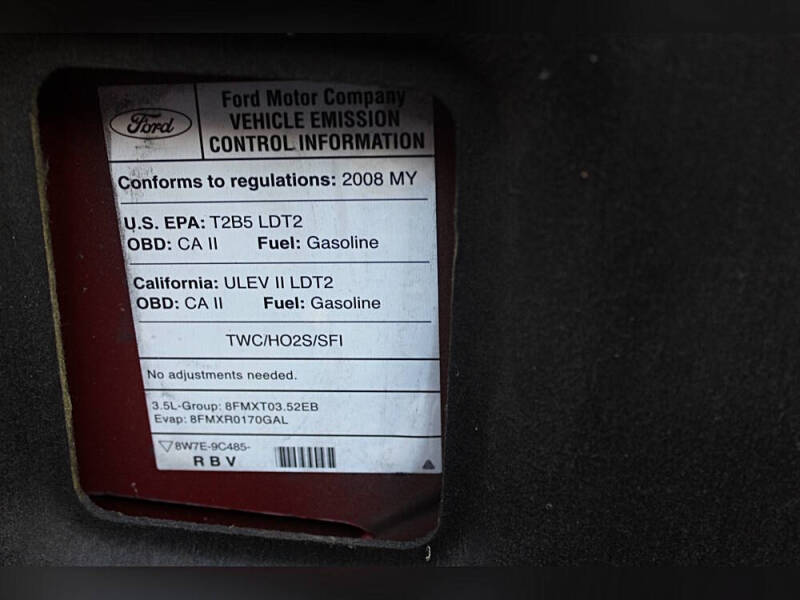 Ford
Ford Motor Company
VEHICLE EMISSION
CONTROL INFORMATION
Conforms to regulations: 2008 MY
U.S. EPA: T2B5 LDT2
OBD: CA II Fuel: Gasoline
California: ULEV II LDT2
OBD: CA II Fuel: Gasoline
TWC/HO2S/SFI
No adjustments needed.
3.5L-Group: 8FMXT03.52EB
Evap: 8FMXR0170GAL
8W7E-9C485-
R B V